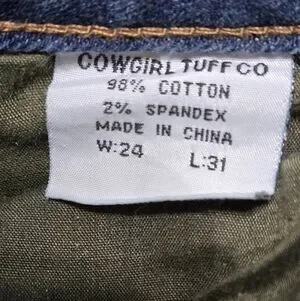 COWGIRL TUFF CO
98% COTTON
2% SPANDEX
MADE IN CHINA
W:24 L:31